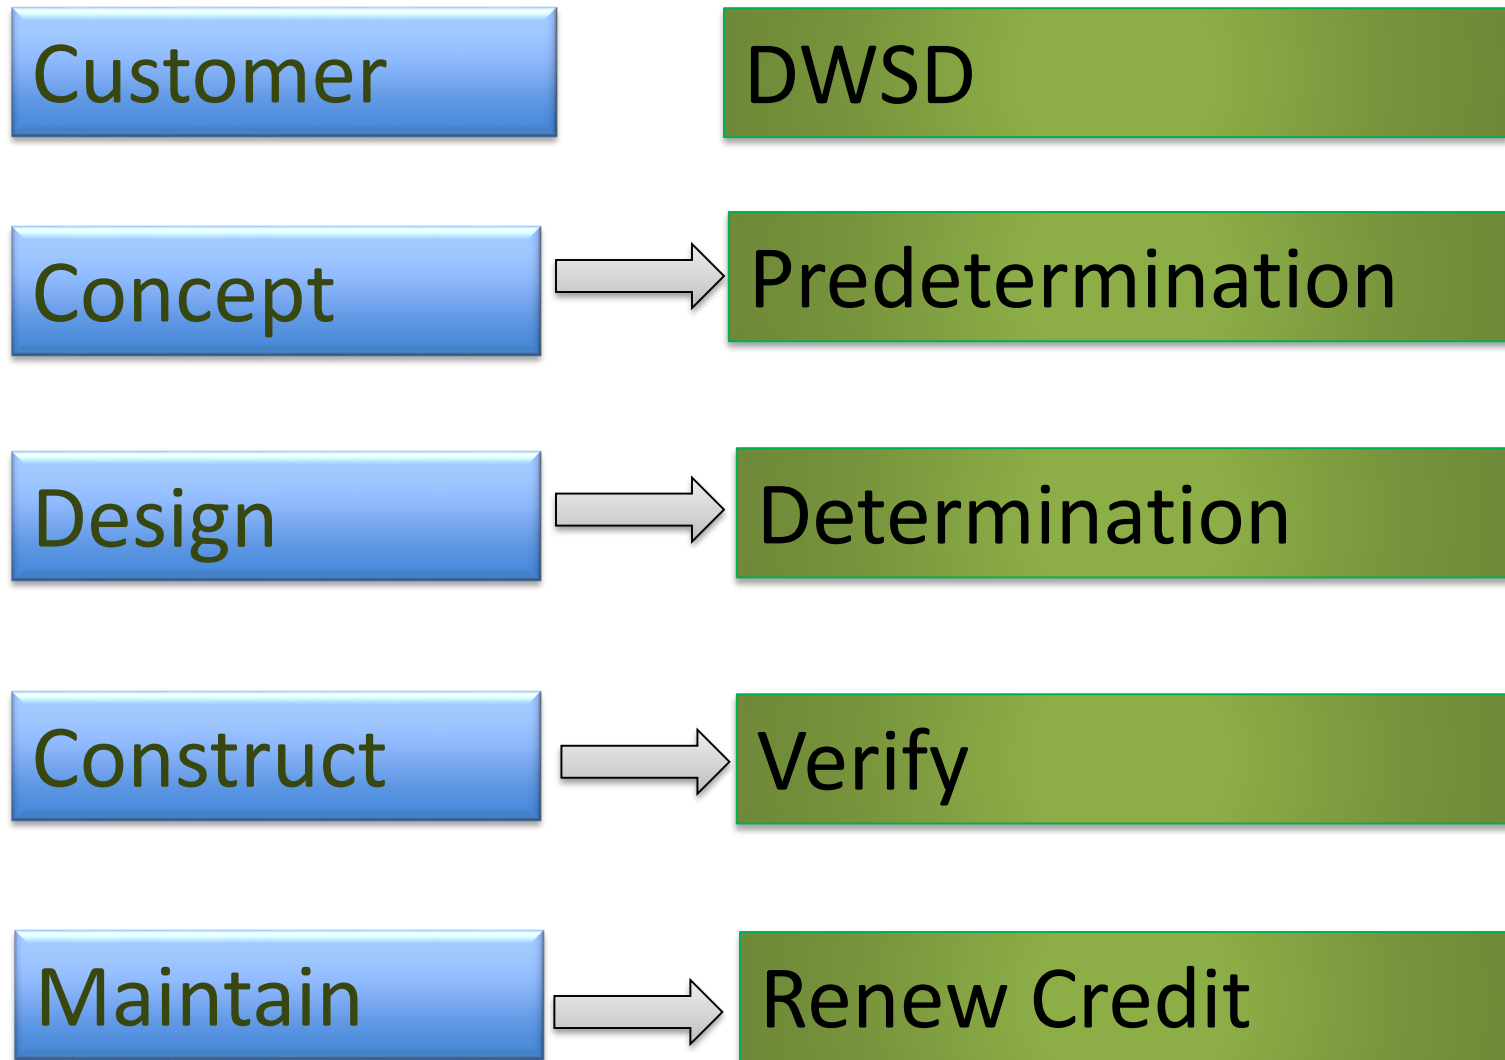 Customer
DWSD
Concept
Predetermination
Design
Determination
Construct
Verify
Maintain
Renew Credit